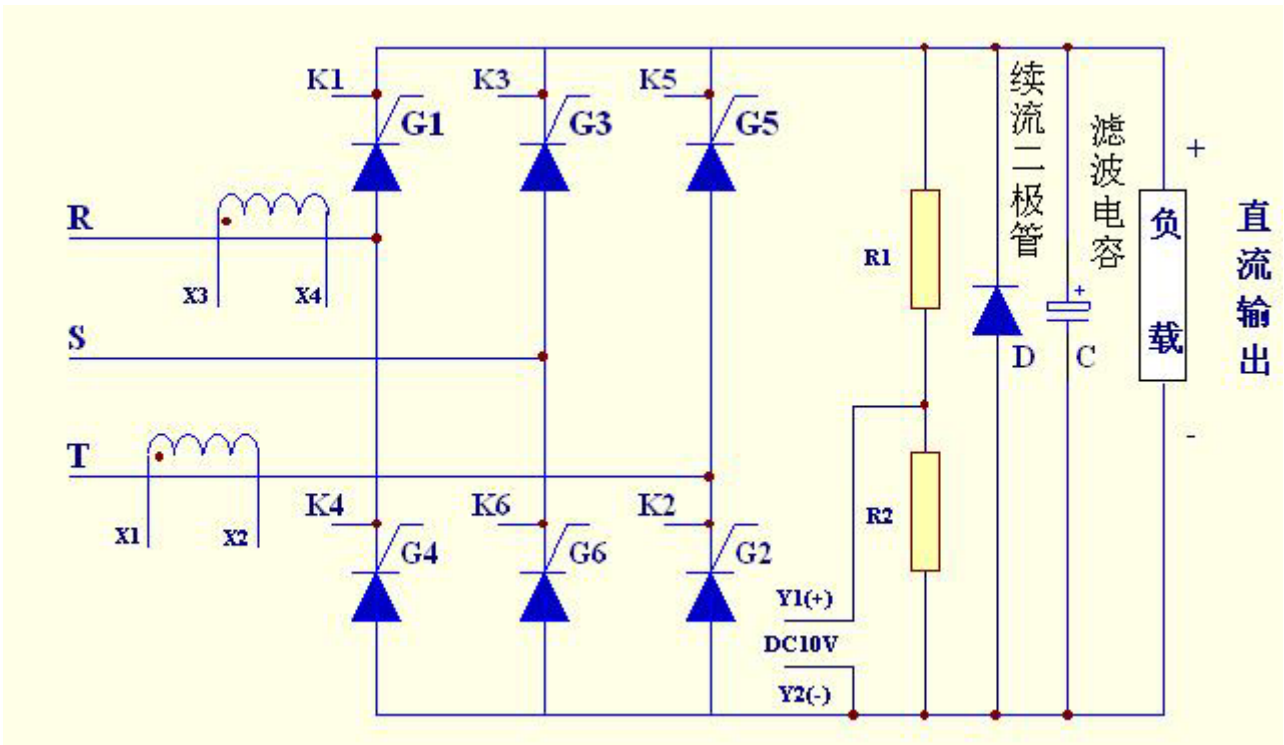 K1
K3
K5
G1
G3
G5
R
X3
X4
S
T
X1
X2
K4
K6
K2
G4
G6
G2
R1
R2
Y1(+)
DC10V
Y2(-)
续流二极管
D
滤波电容
+
C
+
负载
-
直流输出